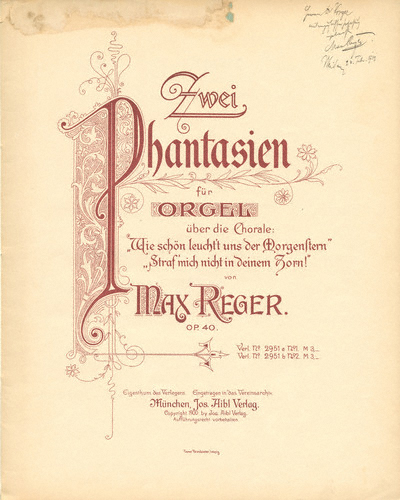 Zwei
Phantasien
für
ORGEL
über die Chorale:
„Wie schön leucht't uns der Morgenstern”
„Straf' mich nicht in deinem Zorn!”
von
MAX REGER.
OP. 40.
Verl. No 2951 a No1. M 3_
Verl. No 2951 b No2. M 3_
Eigenthum des Verlegers. Eingetragen in das Vereinsarchiv.
München, Jos. Aibl Verlag.
Copyright 1900 by Jos. Aibl Verlag.
Aufführungsrecht vorbehalten.